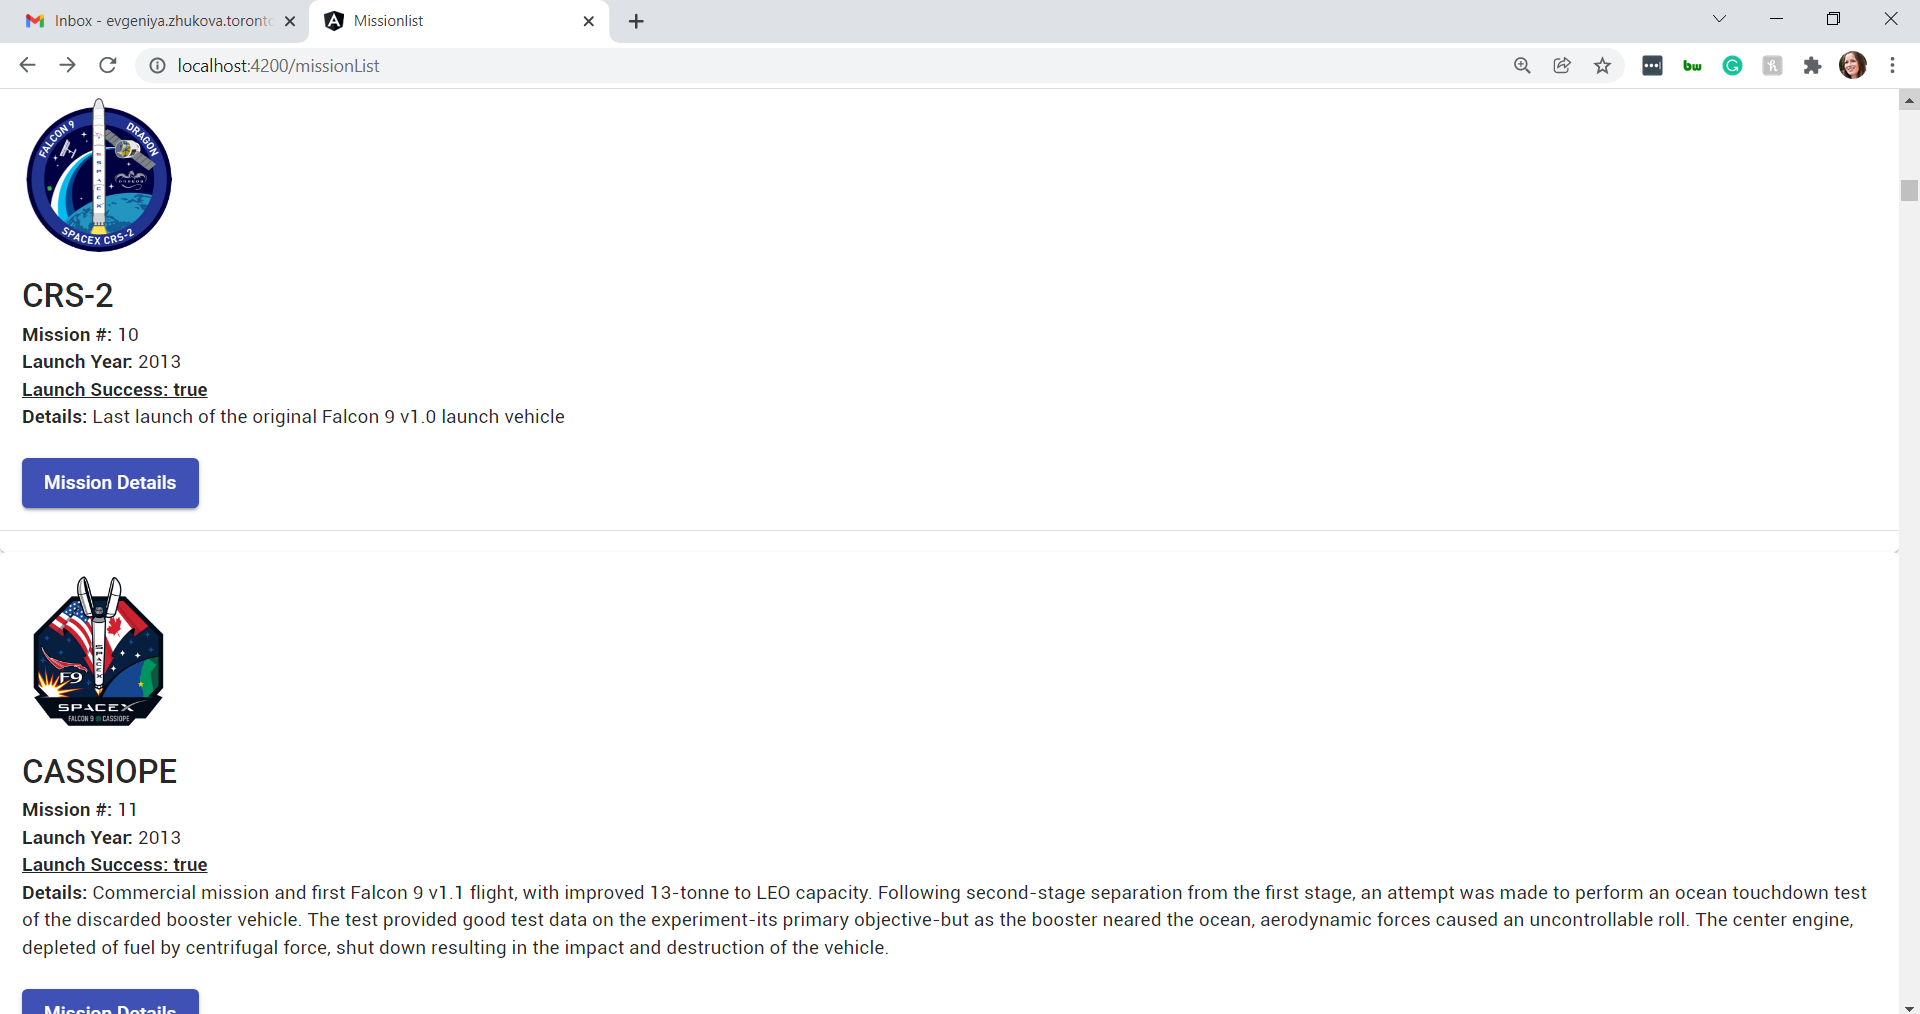 Inbox - evgeniya.zhukova.toront
Missionlist
localhost:4200/missionList
bw
FALCON 9 DRAGON
SPACEX CRS-2
CRS-2
Mission #: 10
Launch Year: 2013
Launch Success: true
Details: Last launch of the original Falcon 9 v1.0 launch vehicle
Mission Details
F9
SPACEX
FALCON 9 CASSIOPE
CASSIOPE
Mission #: 11
Launch Year: 2013
Launch Success: true
Details: Commercial mission and first Falcon 9 v1.1 flight, with improved 13-tonne to LEO capacity. Following second-stage separation from the first stage, an attempt was made to perform an ocean touchdown test
of the discarded booster vehicle. The test provided good test data on the experiment-its primary objective-but as the booster neared the ocean, aerodynamic forces caused an uncontrollable roll. The center engine,
depleted of fuel by centrifugal force, shut down resulting in the impact and destruction of the vehicle.
Mission Details